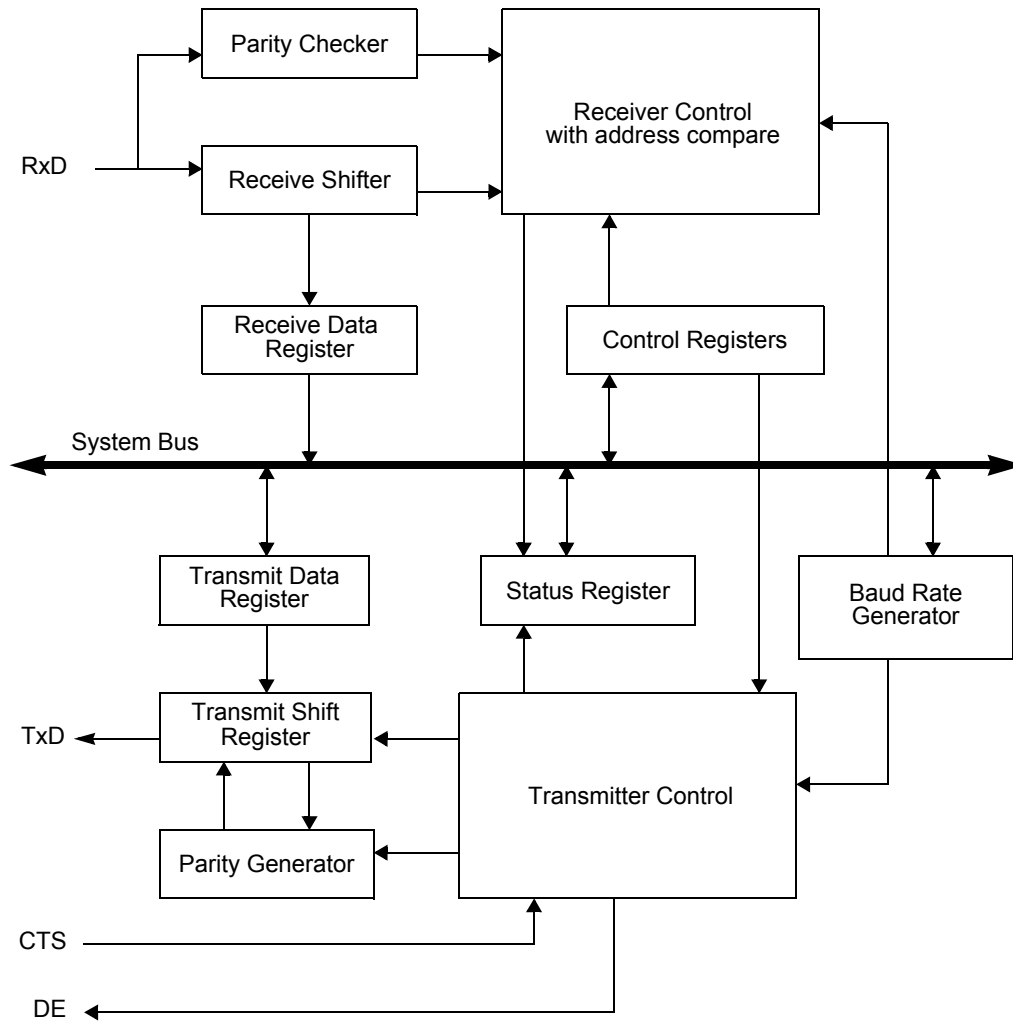 Parity Checker
Receiver Control
with address compare
RxD
Receive Shifter
Receive Data
Register
Control Registers
System Bus
Transmit Data
Register
Status Register
Baud Rate
Generator
Transmit Shift
Register
TxD
Transmitter Control
Parity Generator
CTS
DE